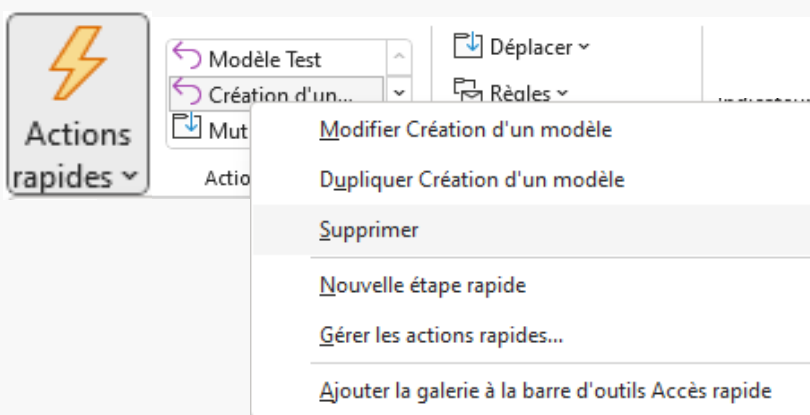 Actions
rapides
Modèle Test
Création d'un...
Mut
Actio
Déplacer
Règles
Modifier Création d'un modèle
Dupliquer Création d'un modèle
Supprimer
Nouvelle étape rapide
Gérer les actions rapides...
Ajouter la galerie à la barre d'outils Accès rapide